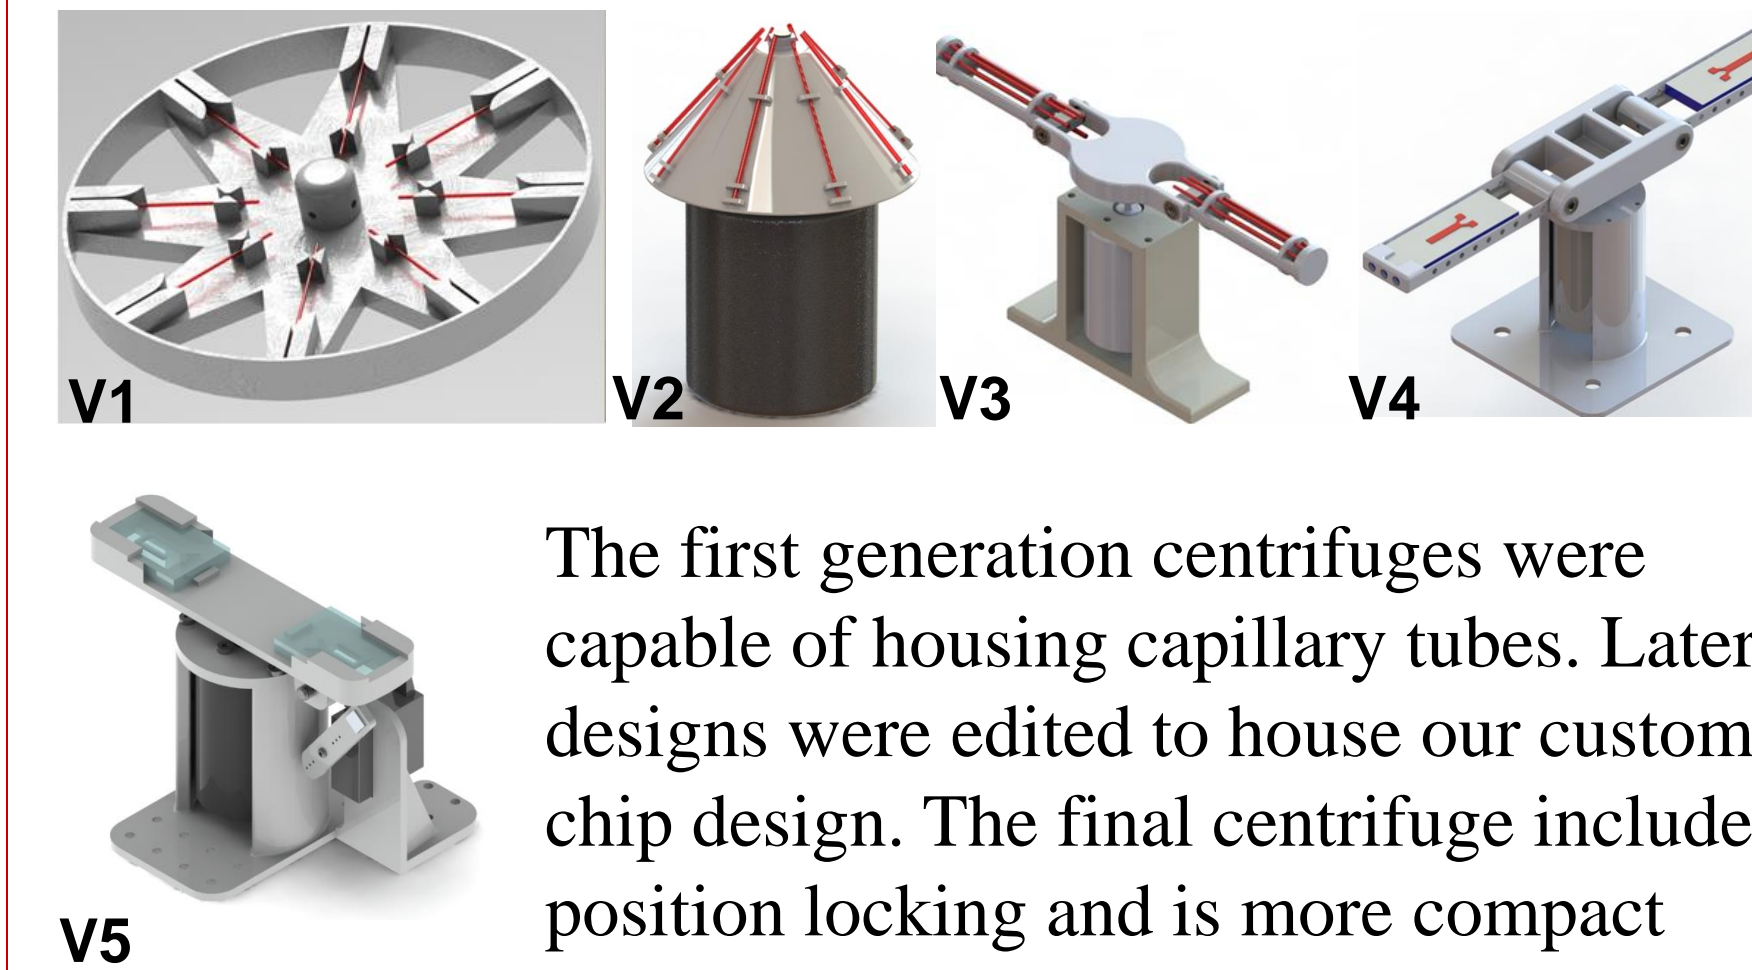 V1
V2
V3
V4
V5
The first generation centrifuges were
capable of housing capillary tubes. Later
designs were edited to house our custom
chip design. The final centrifuge include
position locking and is more compact